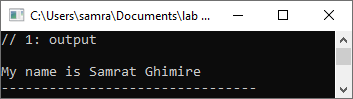 C:\Users\samra\Documents\lab ...
// 1: output
My name is Samrat Ghimire
--------------------------------